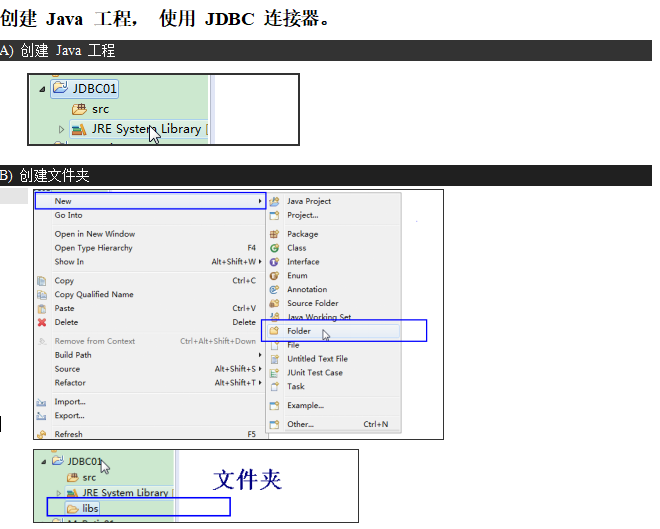 创建 Java 工程， 使用 JDBC 连接器。
A) 创建 Java 工程
JDBC01
src
JRE System Library [
B) 创建文件夹
New
Go Into
Open in New Window
Open Type Hierarchy F4
Show In Alt+Shift+W
Copy Ctrl+C
Copy Qualified Name
Paste Ctrl+V
Delete Delete
Remove from Context Ctrl+Alt+Shift+Down
Build Path
Source Alt+Shift+S
Refactor Alt+Shift+T
Import...
Export...
Refresh F5
Java Project
Project...
Package
Class
Interface
Enum
Annotation
Source Folder
Java Working Set
Folder
File
Untitled Text File
JUnit Test Case
Task
Example...
Other... Ctrl+N
JDBC01
src
JRE System Library [
libs
文件夹